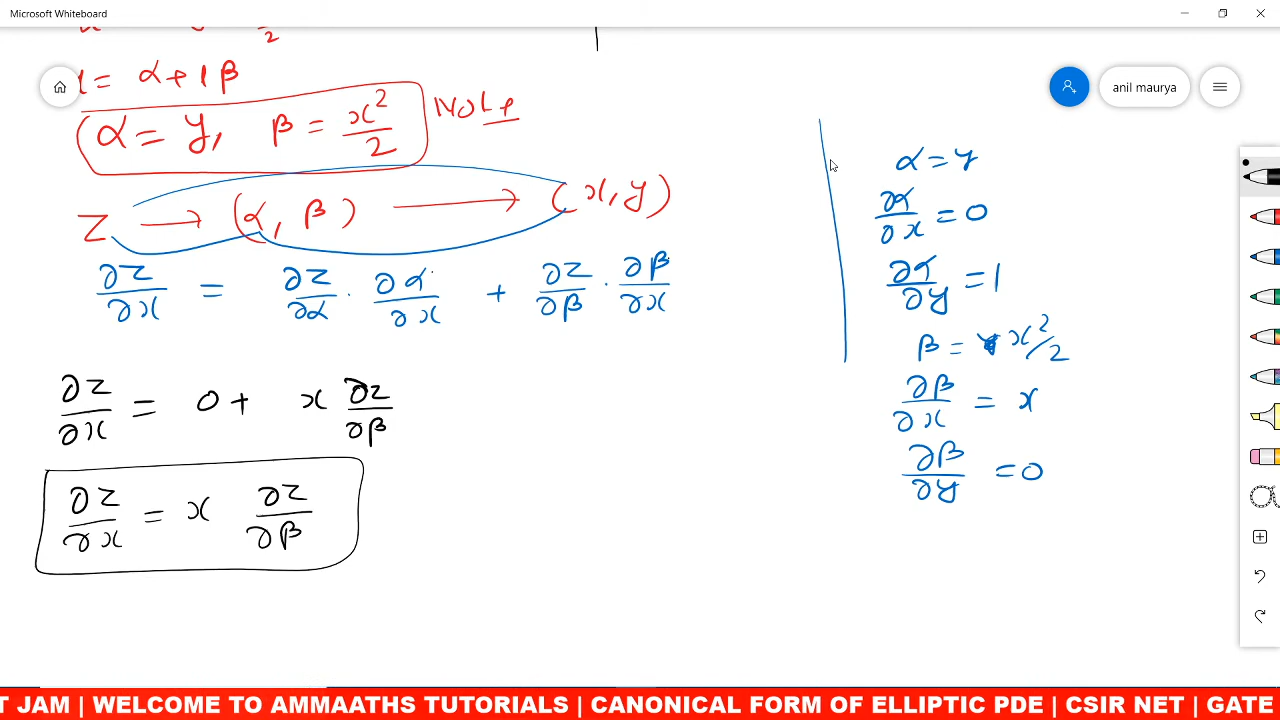 Microsoft Whiteboard
anil maurya
= α + i β
α = y, β = x²/2 Note
z → (α, β) → (x, y)
∂z/∂x = ∂z/∂α · ∂α/∂x + ∂z/∂β · ∂β/∂x
∂z/∂x = 0 + x ∂z/∂β
∂z/∂x = x ∂z/∂β
α = y
∂α/∂x = 0
∂α/∂y = 1
β = x²/2
∂β/∂x = x
∂β/∂y = 0
T JAM | WELCOME TO AMMAATHS TUTORIALS | CANONICAL FORM OF ELLIPTIC PDE | CSIR NET | GATE